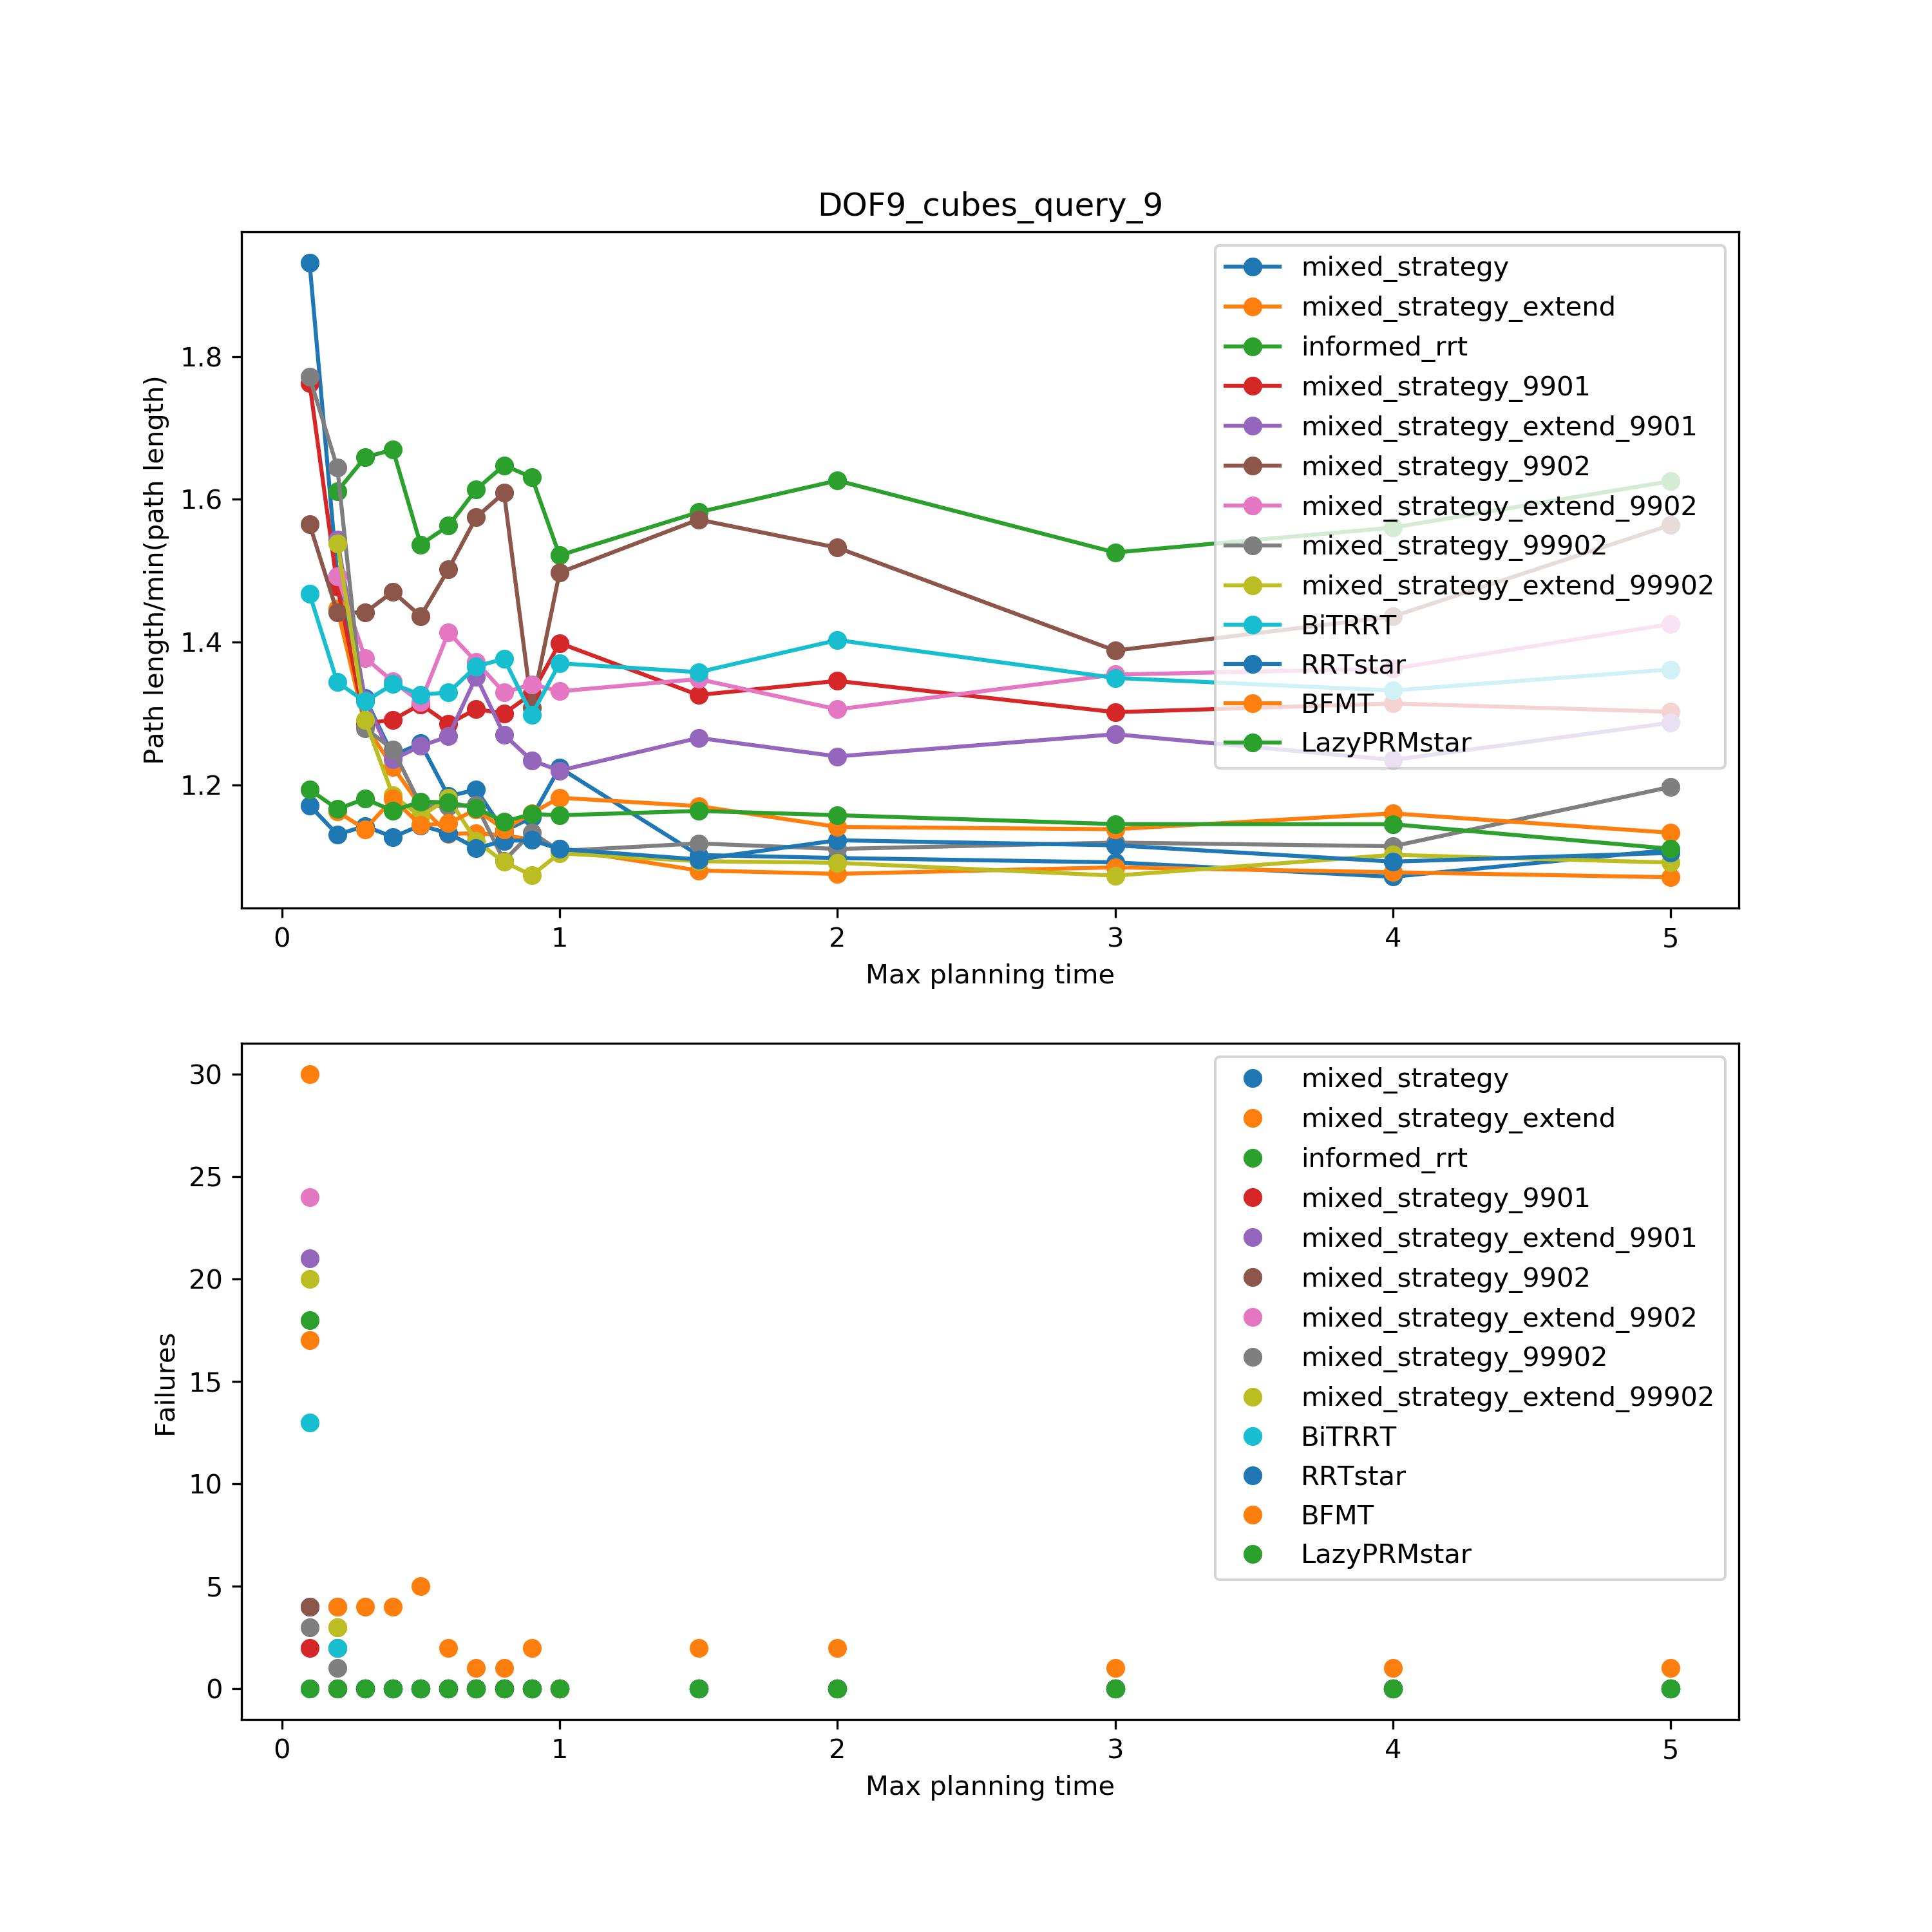 DOF9_cubes_query_9
Path length/min(path length)
1.8
1.6
1.4
1.2
0 1 2 3 4 5
Max planning time
mixed_strategy
mixed_strategy_extend
informed_rrt
mixed_strategy_9901
mixed_strategy_extend_9901
mixed_strategy_9902
mixed_strategy_extend_9902
mixed_strategy_99902
mixed_strategy_extend_99902
BiTRRT
RRTstar
BFMT
LazyPRMstar
Failures
30
25
20
15
10
5
0
0 1 2 3 4 5
Max planning time
mixed_strategy
mixed_strategy_extend
informed_rrt
mixed_strategy_9901
mixed_strategy_extend_9901
mixed_strategy_9902
mixed_strategy_extend_9902
mixed_strategy_99902
mixed_strategy_extend_99902
BiTRRT
RRTstar
BFMT
LazyPRMstar